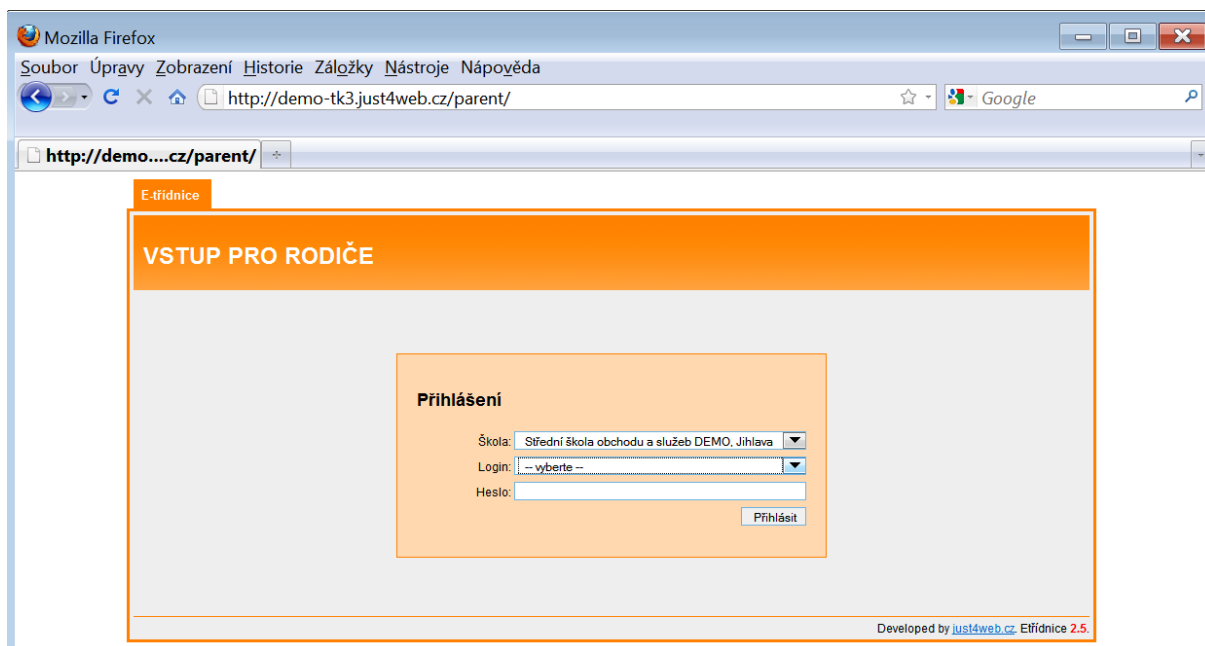 Mozilla Firefox
Soubor Úpravy Zobrazení Historie Záložky Nástroje Nápověda
http://demo-tk3.just4web.cz/parent/ Google
http://demo....cz/parent/
E-třídnice
VSTUP PRO RODIČE
Přihlášení
Škola: Střední škola obchodu a služeb DEMO, Jihlava
Login: -- vyberte --
Heslo:
Přihlásit
Developed by just4web.cz. Etřídnice 2.5.